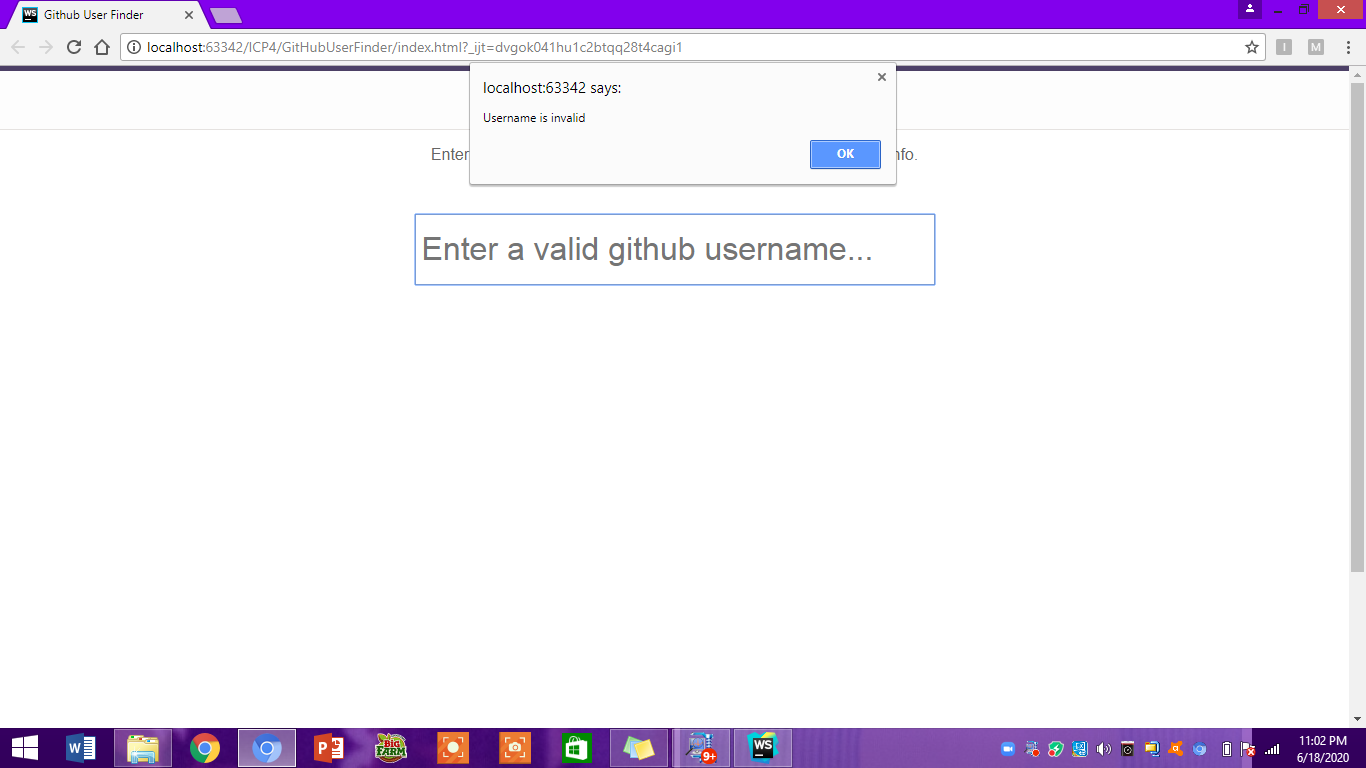 WS Github User Finder
localhost:63342/ICP4/GitHubUserFinder/index.html?_ijt=dvgok041hu1c2btqq28t4cagi1
I M
localhost:63342 says:
Username is invalid
OK
Enter nfo.
Enter a valid github username...
W P BIG FARM 9+ WS
11:02 PM
6/18/2020